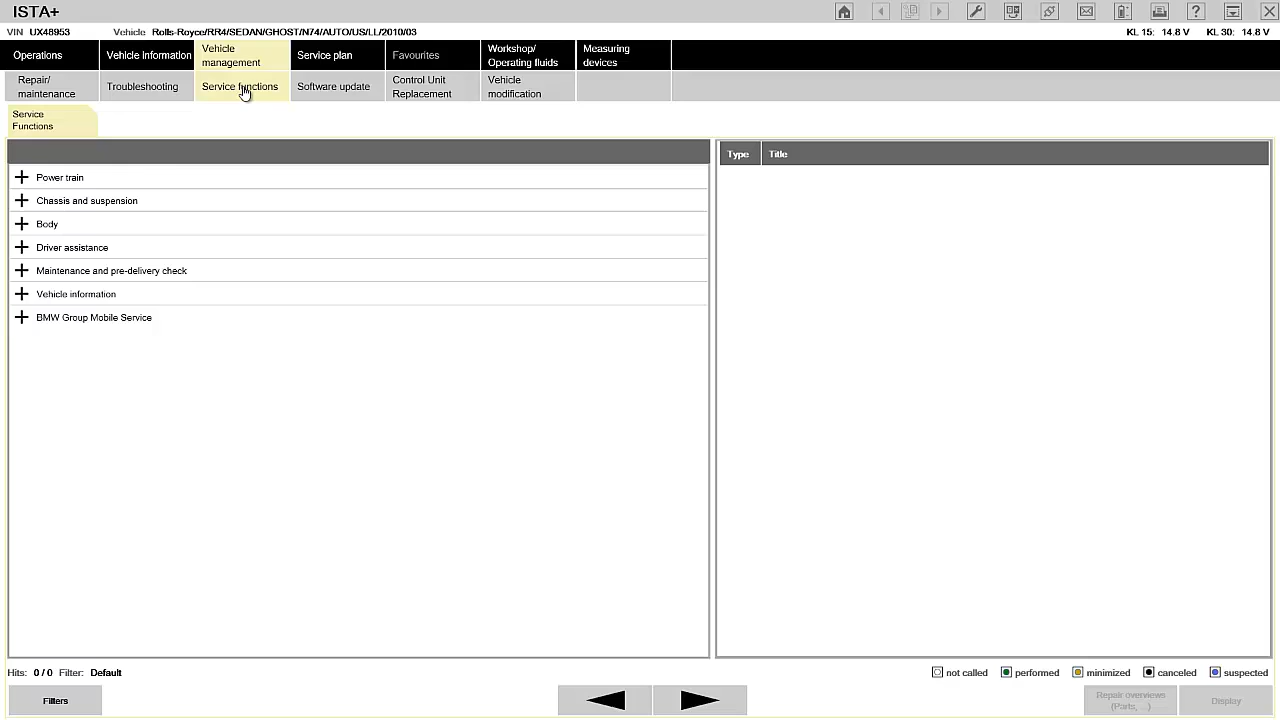 ISTA+
VIN UX48953 Vehicle Rolls-Royce/RR4/SEDAN/GHOST/N74/AUTO/US/LL/2010/03 KL 15: 14.8 V KL 30: 14.8 V
Operations
Vehicle Information
Vehicle
management
Service plan
Favourites
Workshop/
Operating fluids
Measuring
devices
Repair/
maintenance
Troubleshooting
Service functions
Software update
Control Unit
Replacement
Vehicle
modification
Service
Functions
Type Title
Power train
Chassis and suspension
Body
Driver assistance
Maintenance and pre-delivery check
Vehicle information
BMW Group Mobile Service
Hits: 0 / 0 Filter: Default
not called performed minimized canceled suspected
Filters
Repair overviews
(Parts, ...)
Display